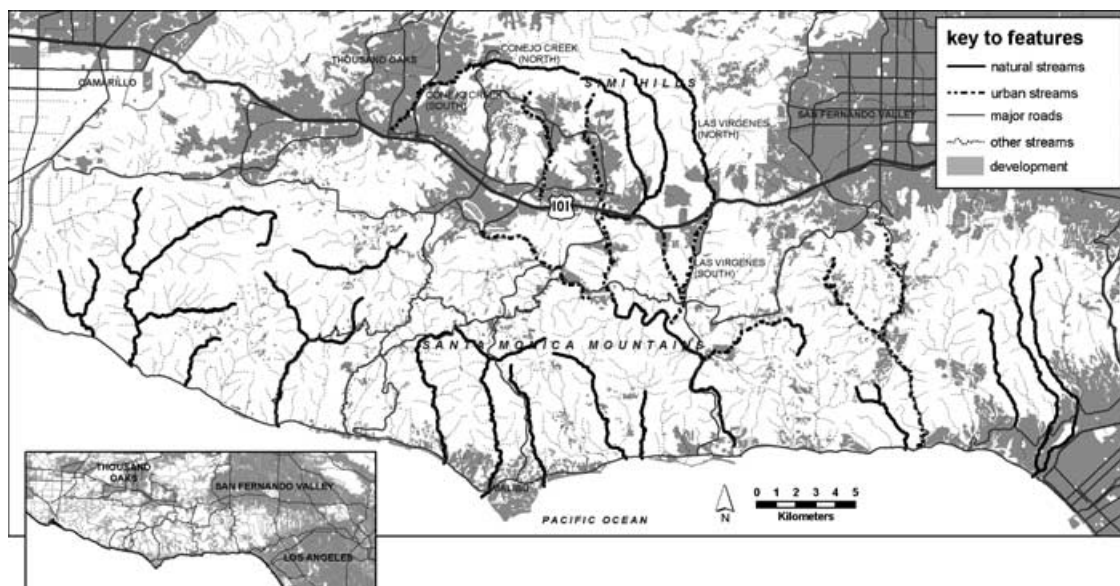 CONEJO CREEK
(NORTH)
THOUSAND OAKS
CAMARILLO
CONEJO CREEK
(SOUTH)
SIMI HILLS
LAS VIRGENES
(NORTH)
SAN FERNANDO VALLEY
key to features
natural streams
urban streams
major roads
other streams
development
101
LAS VIRGENES
(SOUTH)
SANTA MONICA MOUNTAINS
MALIBU
PACIFIC OCEAN
N
0 1 2 3 4 5
Kilometers
THOUSAND
OAKS
SAN FERNANDO VALLEY
LOS ANGELES